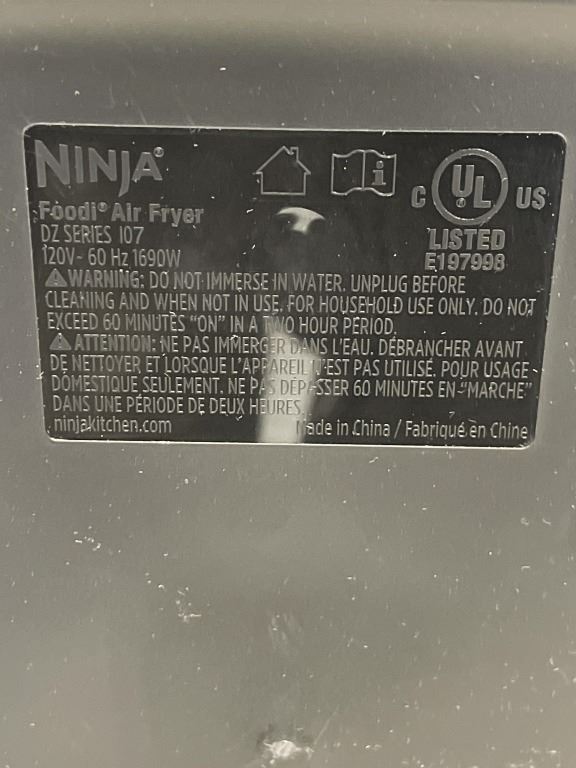 NINJA®
Foodi® Air Fryer
DZ SERIES 107
120V~ 60 Hz 1690W
C UL US
LISTED
E197998
⚠WARNING: DO NOT IMMERSE IN WATER. UNPLUG BEFORE
CLEANING AND WHEN NOT IN USE. FOR HOUSEHOLD USE ONLY. DO NOT
EXCEED 60 MINUTES "ON" IN A TWO HOUR PERIOD.
⚠ATTENTION: NE PAS IMMERGER DANS L'EAU. DÉBRANCHER AVANT
DE NETTOYER ET LORSQUE L'APPAREIL N'EST PAS UTILISÉ. POUR USAGE
DOMESTIQUE SEULEMENT. NE PAS DÉPASSER 60 MINUTES EN "MARCHE"
DANS UNE PÉRIODE DE DEUX HEURES.
ninjakitchen.com
Made in China / Fabriqué en Chine